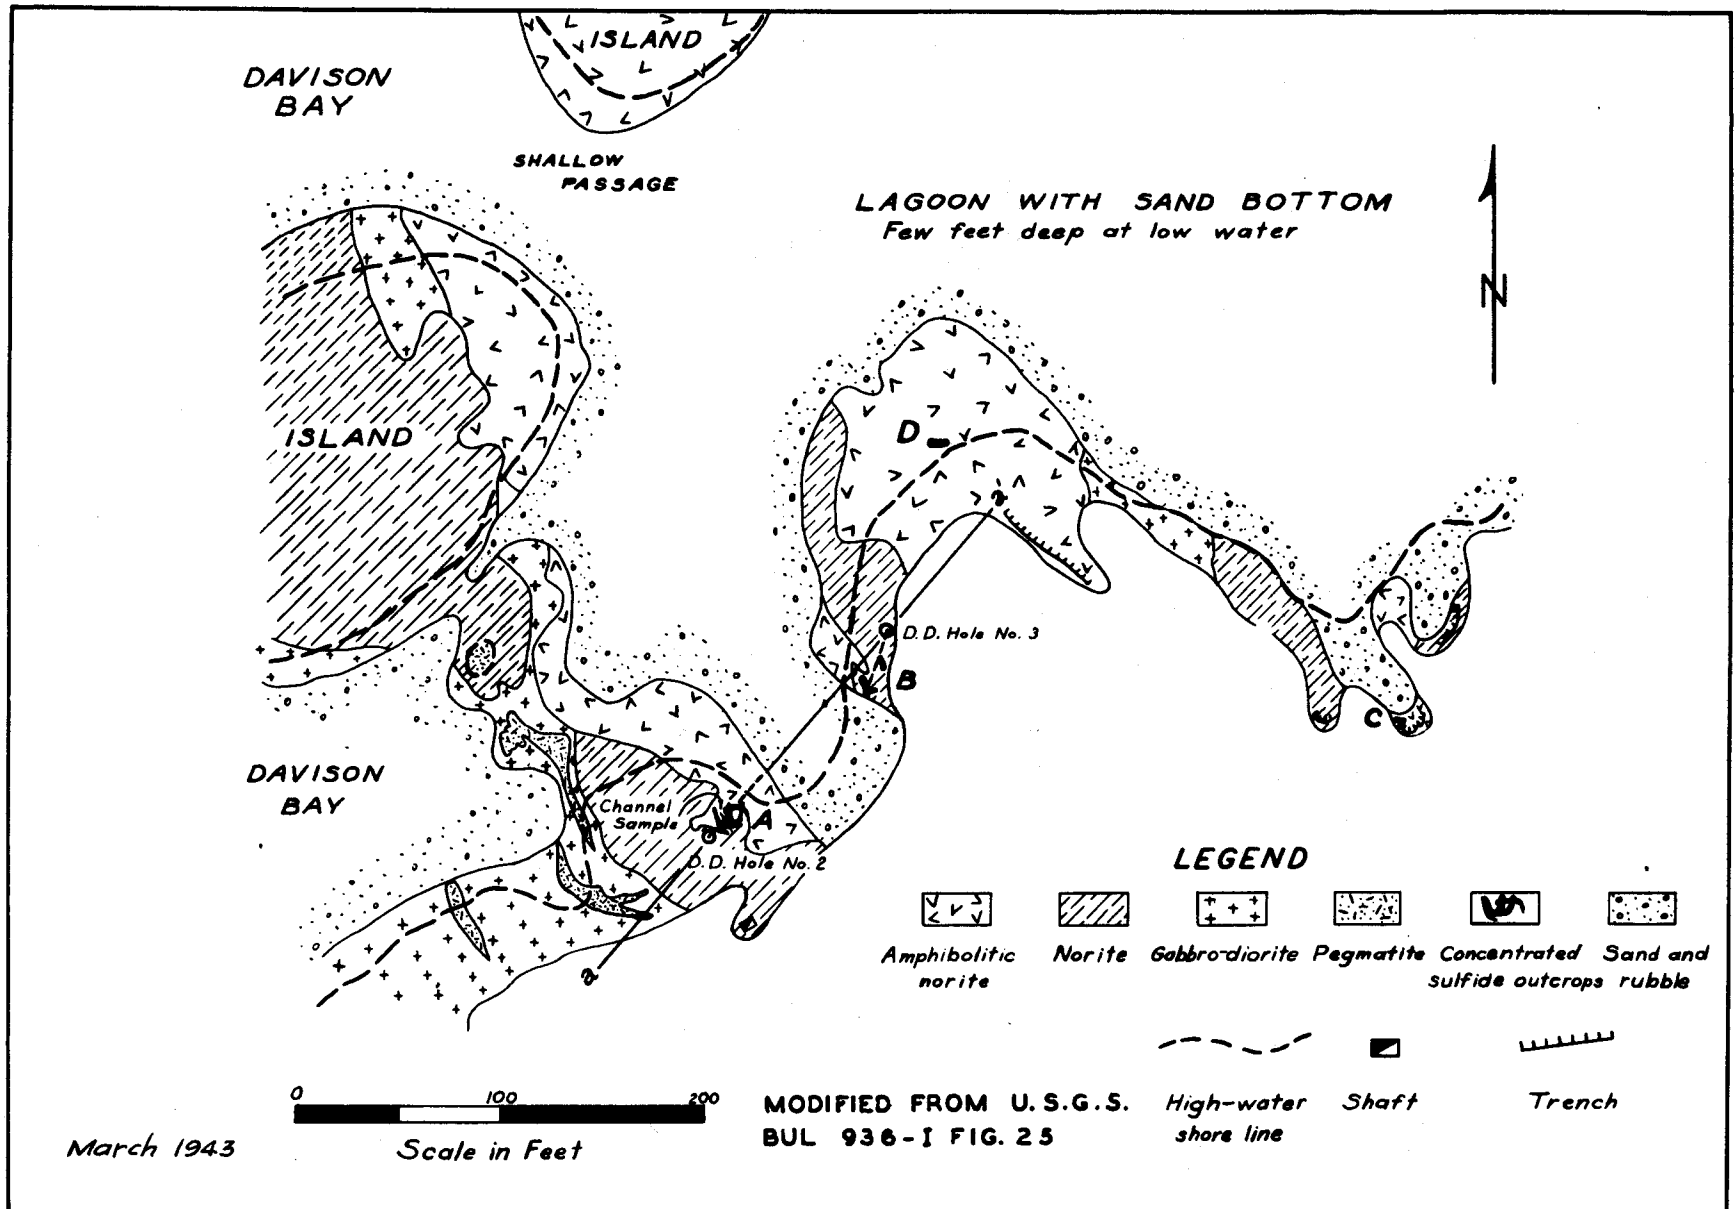 ISLAND
DAVISON
BAY
SHALLOW
PASSAGE
LAGOON WITH SAND BOTTOM
Few feet deep at low water
N
ISLAND
D
2
D.D. Hole No. 3
B
C
DAVISON
BAY
Channel
Sample
A
D.D. Hole No. 2
2
LEGEND
Amphibolitic
norite
Norite
Gabbro-diorite
Pegmatite
Concentrated
sulfide outcrops
Sand and
rubble
High-water
shore line
Shaft
Trench
0 100 200
Scale in Feet
MODIFIED FROM U.S.G.S.
BUL 936-I FIG. 25
March 1943